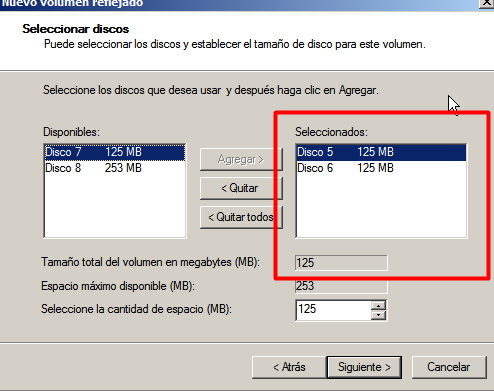 Nuevo volumen reflejado
Seleccionar discos
Puede seleccionar los discos y establecer el tamaño de disco para este volumen.
Seleccione los discos que desea usar y después haga clic en Agregar.
Disponibles:
Disco 7 125 MB
Disco 8 253 MB
Agregar >
< Quitar
< Quitar todos
Seleccionados:
Disco 5 125 MB
Disco 6 125 MB
Tamaño total del volumen en megabytes (MB): 125
Espacio máximo disponible (MB): 253
Seleccione la cantidad de espacio (MB): 125
< Atrás Siguiente > Cancelar